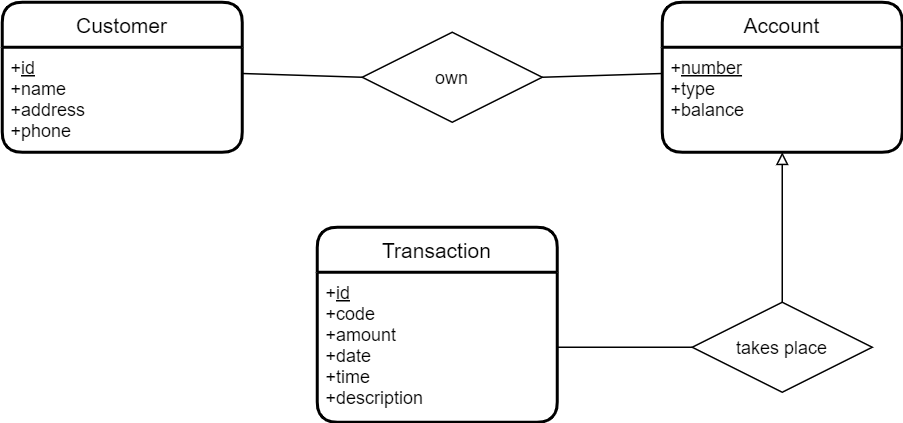 Customer
+id
+name
+address
+phone
own
Account
+number
+type
+balance
Transaction
+id
+code
+amount
+date
+time
+description
takes place